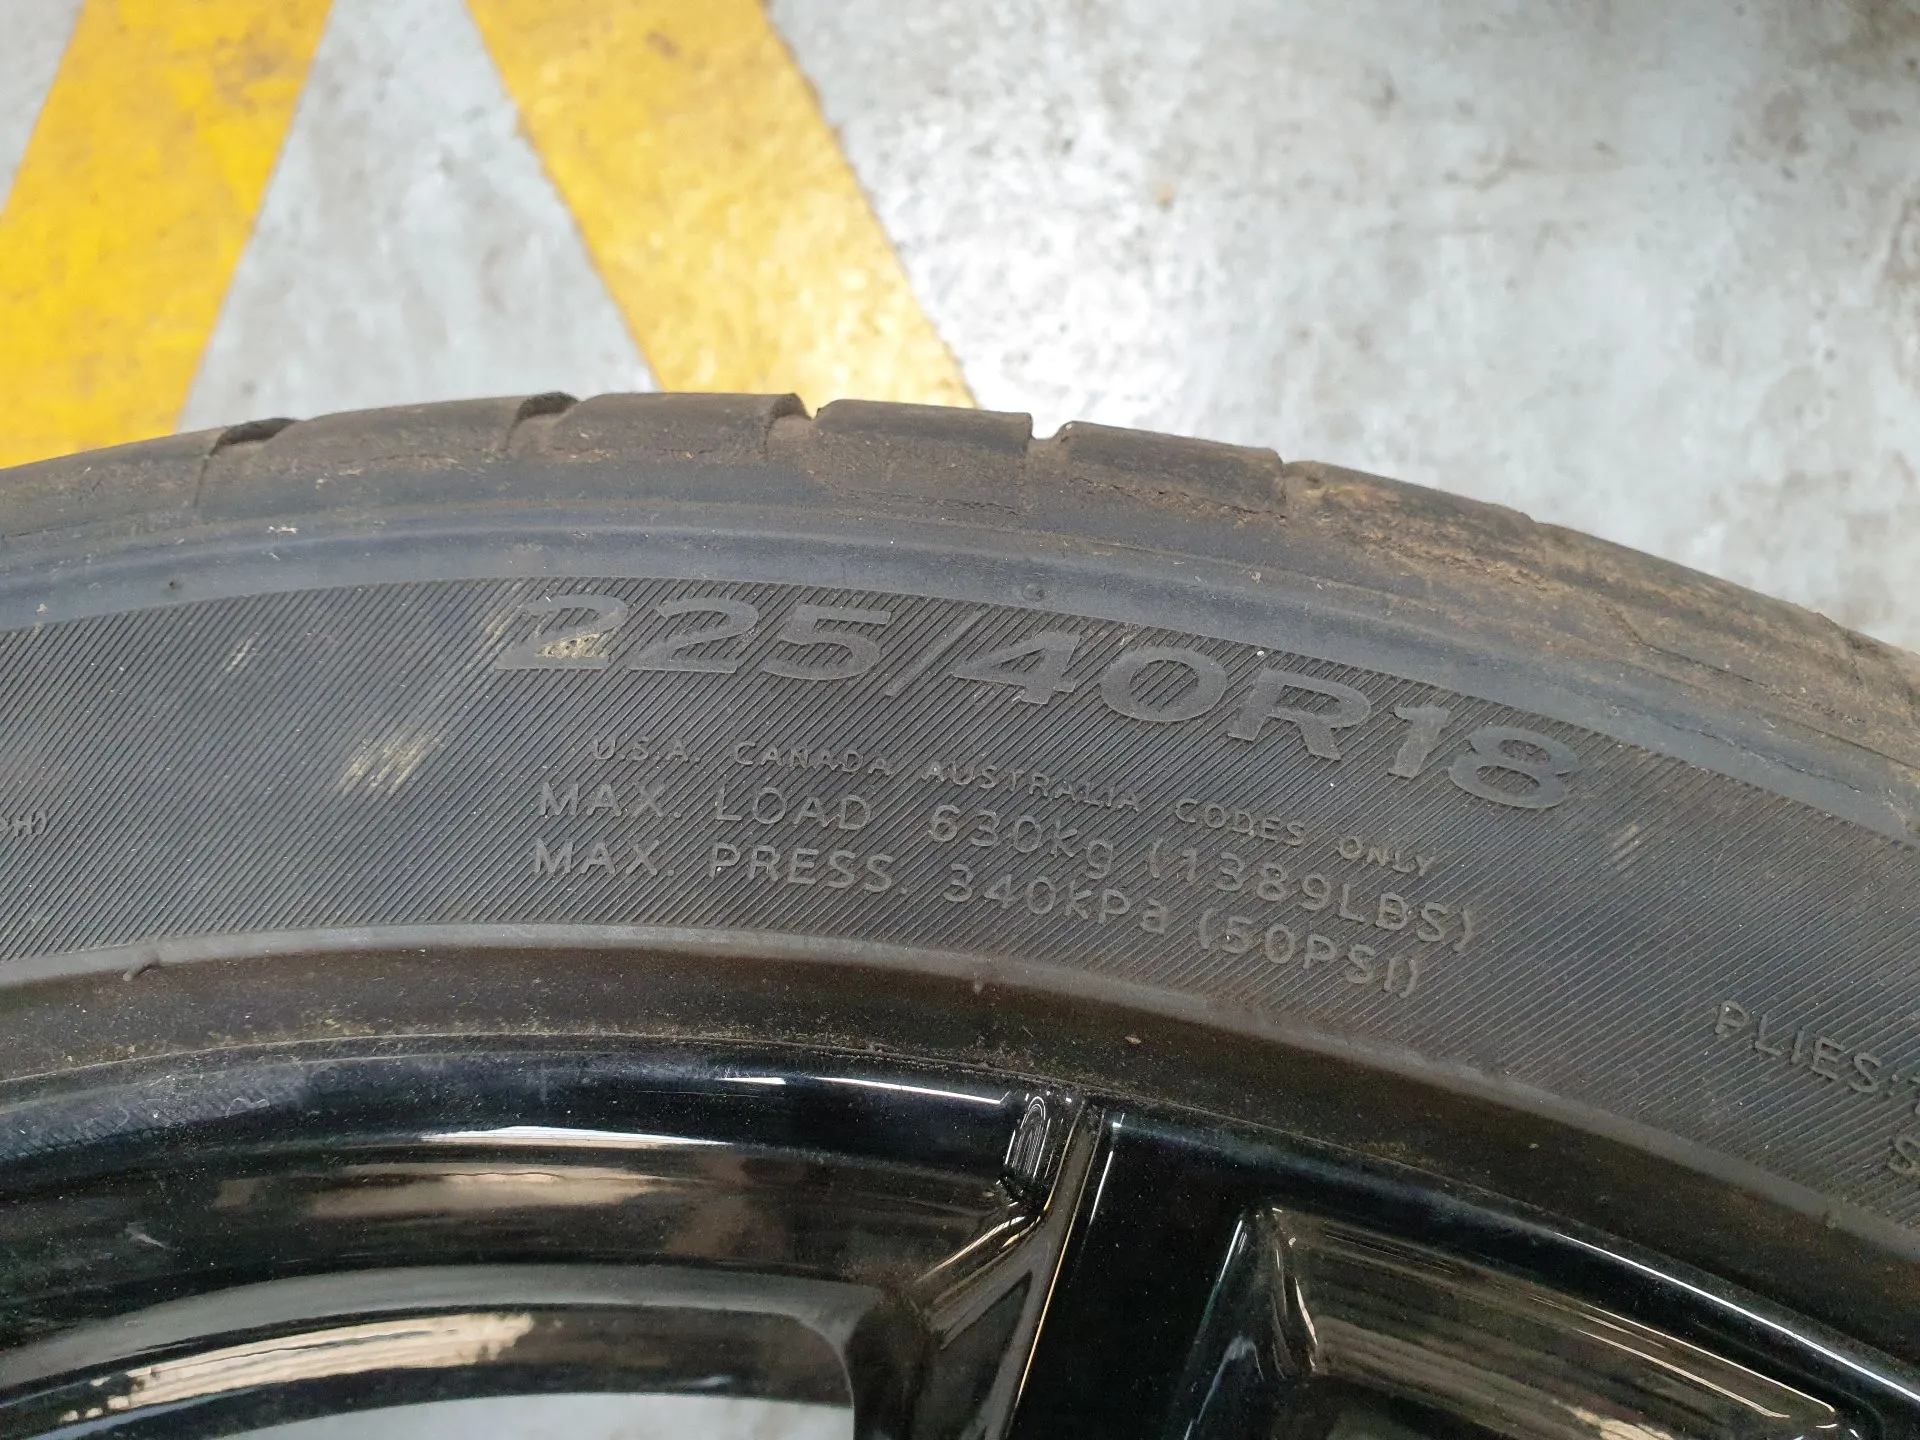 225/40R18
U.S.A. CANADA AUSTRALIA CODES ONLY
MAX. LOAD 630kg (1389LBS)
MAX. PRESS. 340kPa (50PSI)
PLIES: